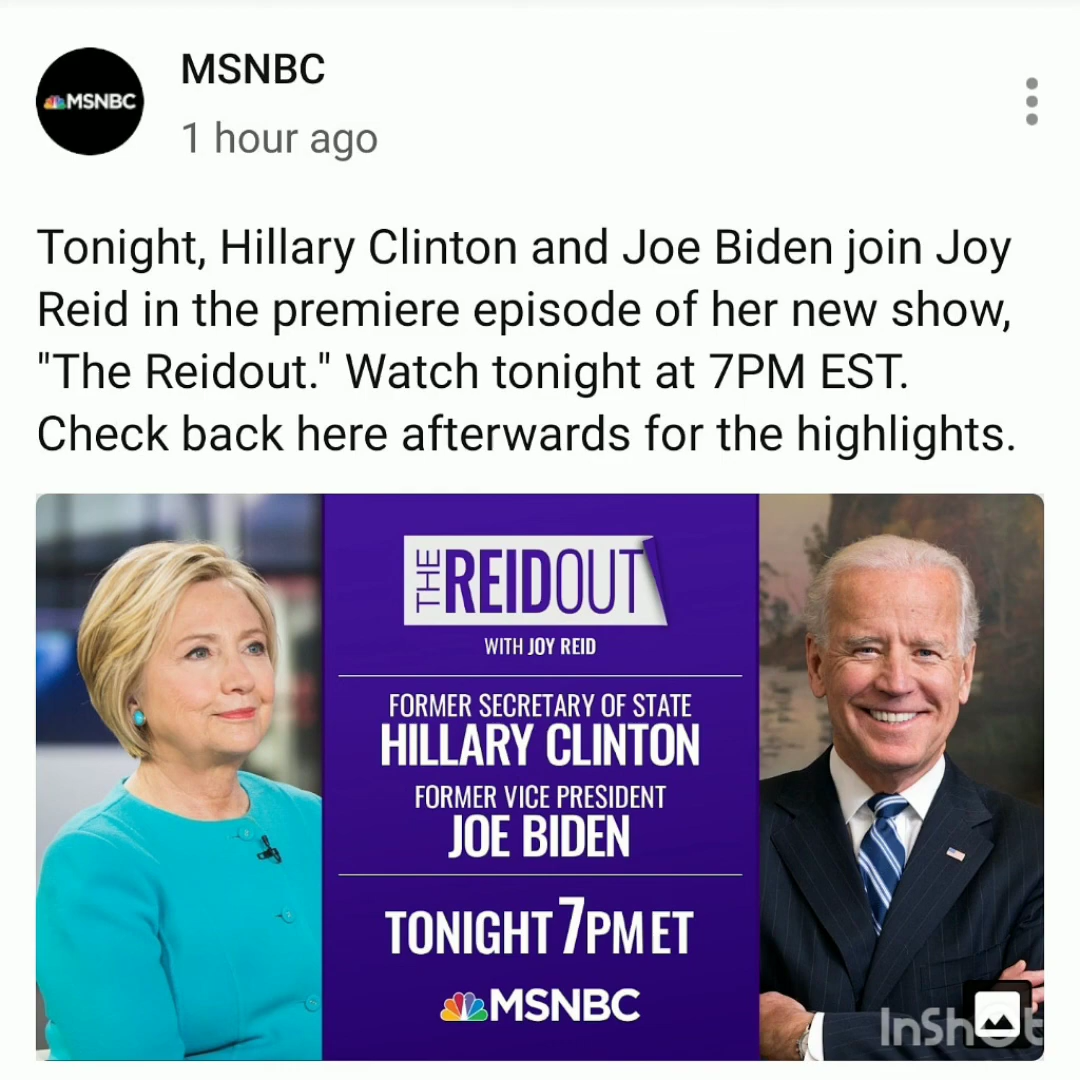 MSNBC
MSNBC
1 hour ago
Tonight, Hillary Clinton and Joe Biden join Joy
Reid in the premiere episode of her new show,
"The Reidout." Watch tonight at 7PM EST.
Check back here afterwards for the highlights.
THE REIDOUT
WITH JOY REID
FORMER SECRETARY OF STATE
HILLARY CLINTON
FORMER VICE PRESIDENT
JOE BIDEN
TONIGHT 7PM ET
MSNBC